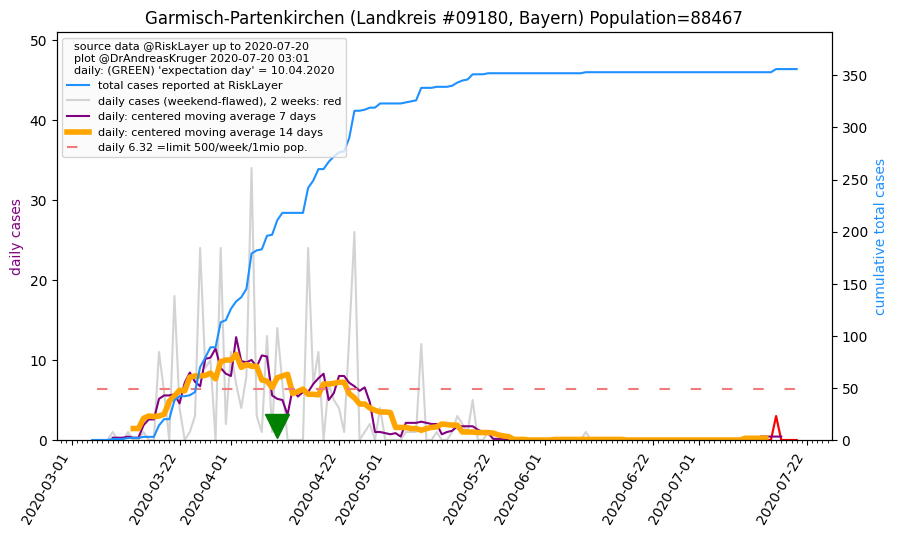 Garmisch-Partenkirchen (Landkreis #09180, Bayern) Population=88467
source data @RiskLayer up to 2020-07-20
plot @DrAndreasKruger 2020-07-20 03:01
daily: (GREEN) 'expectation day' = 10.04.2020
total cases reported at RiskLayer
daily cases (weekend-flawed), 2 weeks: red
daily: centered moving average 7 days
daily: centered moving average 14 days
daily 6.32 =limit 500/week/1mio pop.
daily cases
50
40
30
20
10
0
cumulative total cases
350
300
250
200
150
100
50
0
2020-03-01
2020-03-22
2020-04-01
2020-04-22
2020-05-01
2020-05-22
2020-06-01
2020-06-22
2020-07-01
2020-07-22